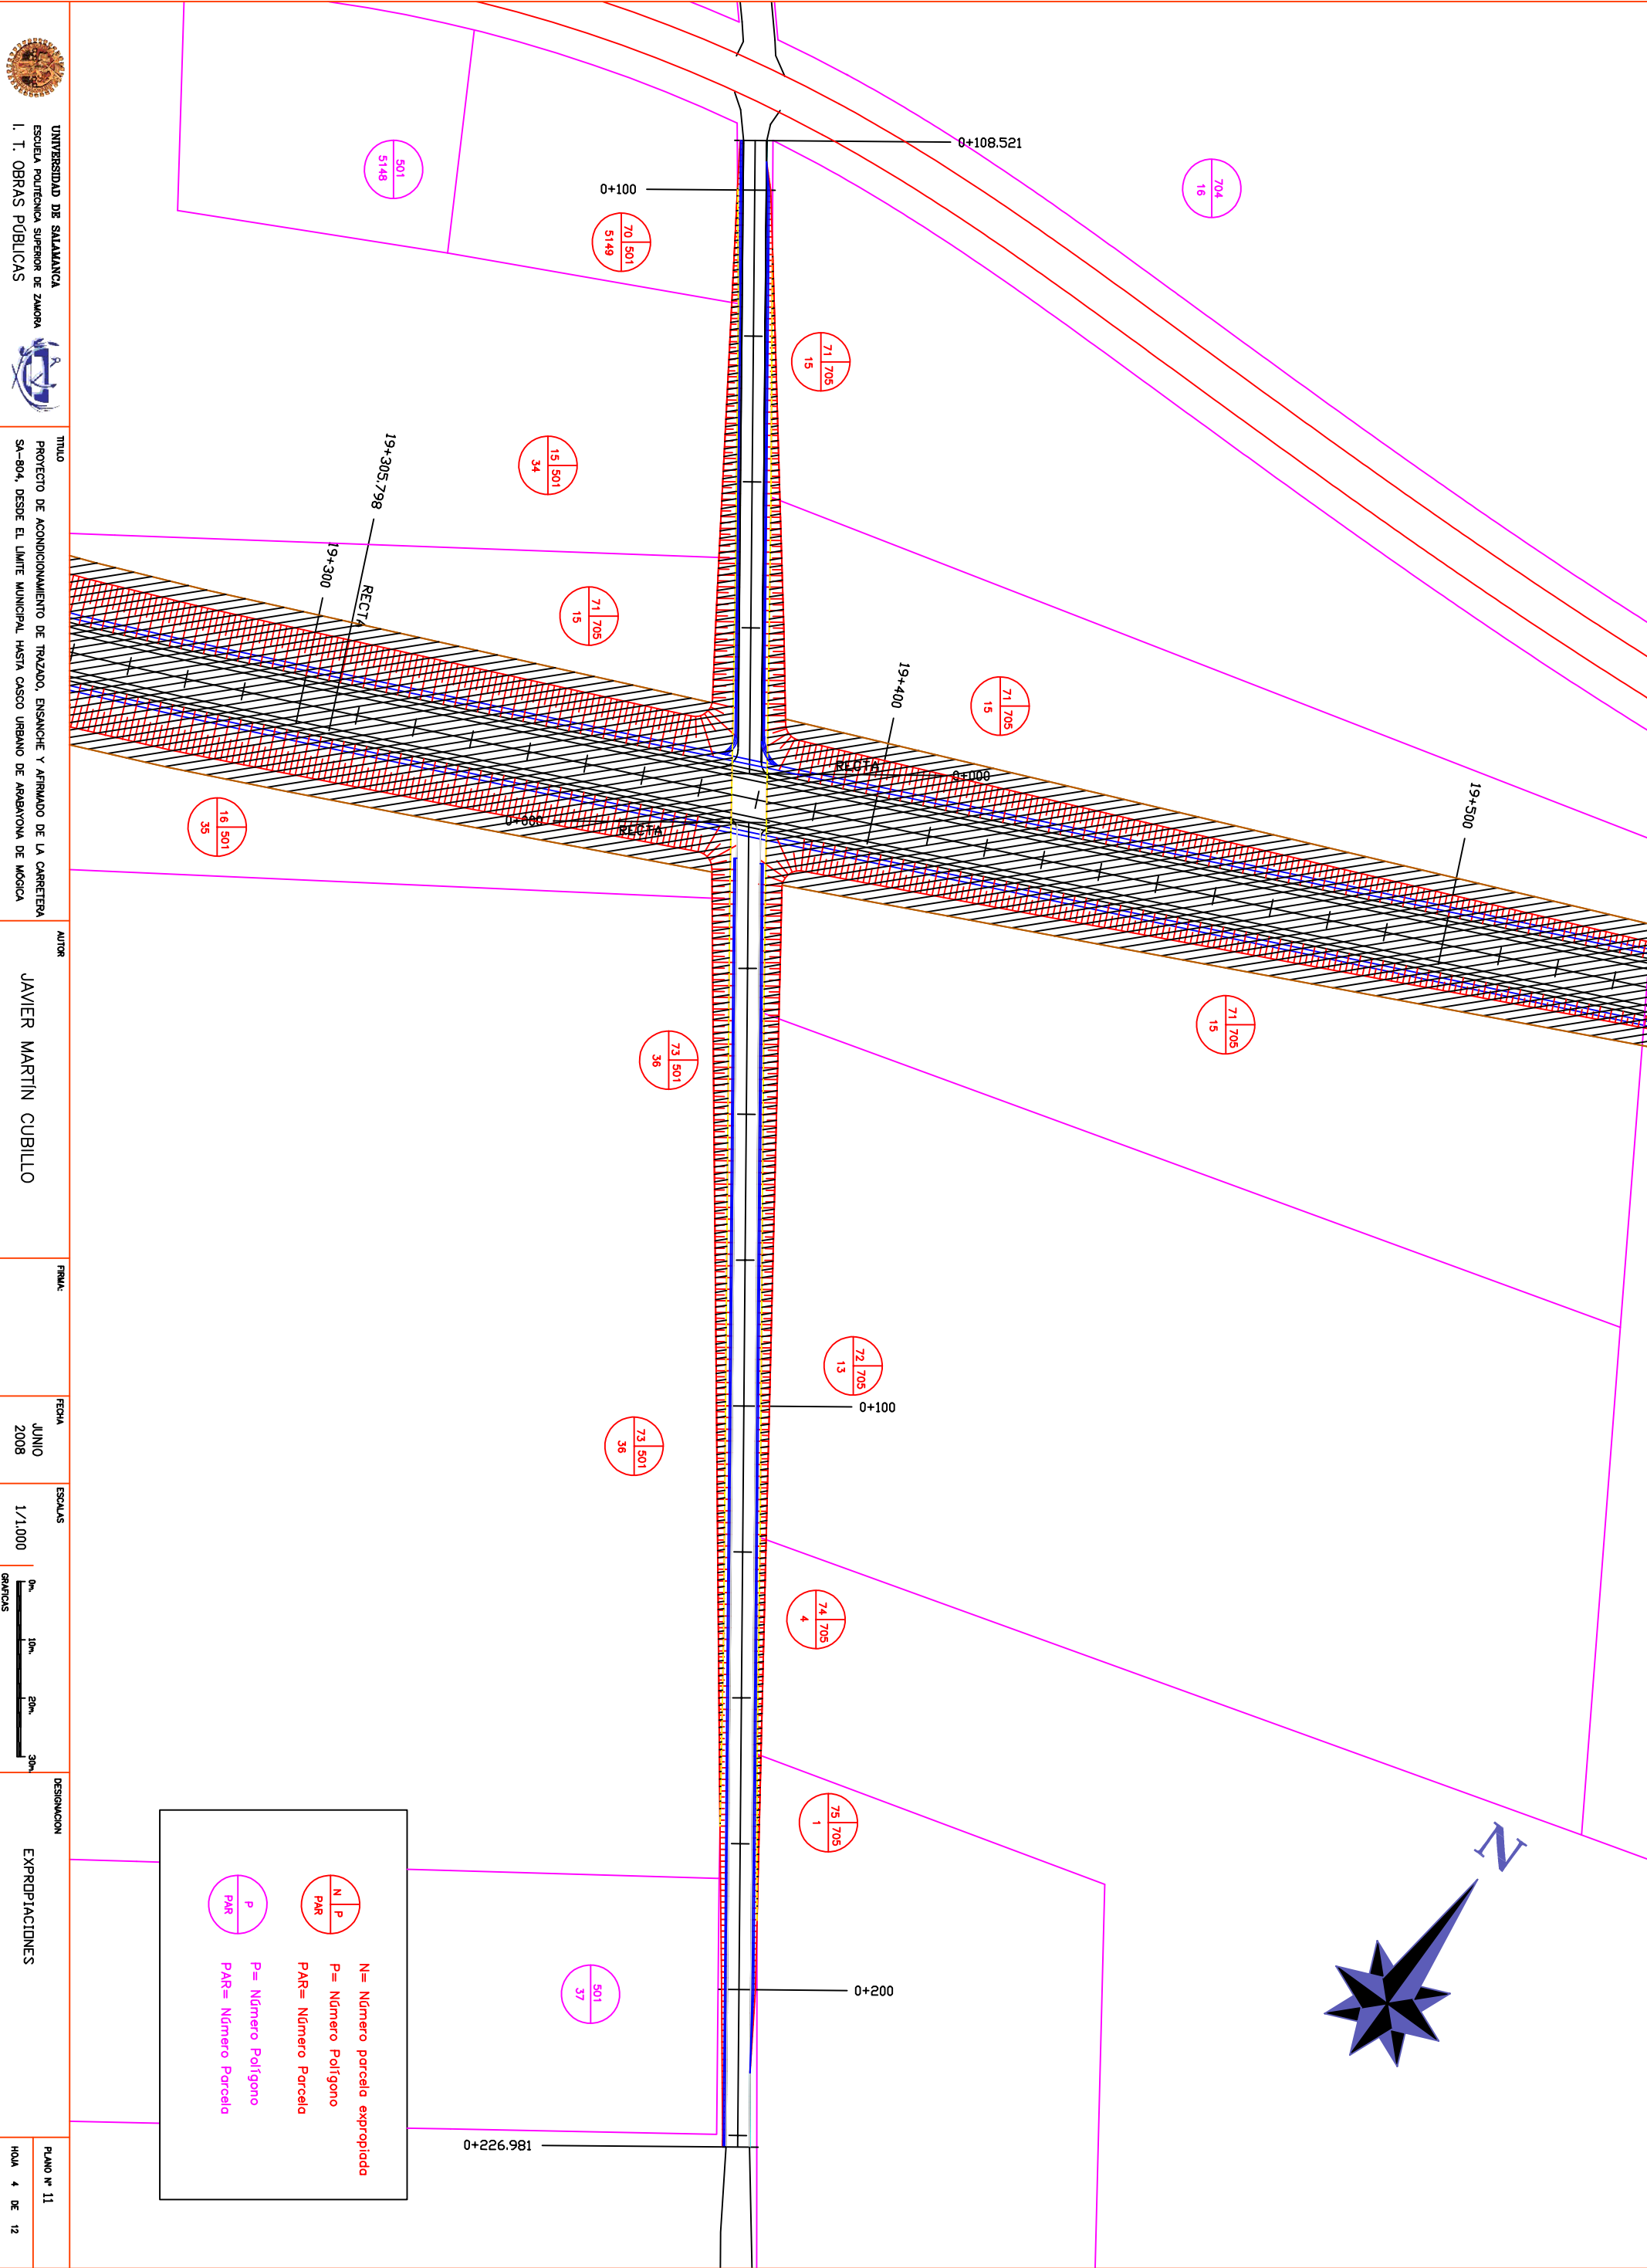 UNIVERSIDAD DE SALAMANCA
ESCUELA POLITÉCNICA SUPERIOR DE ZAMORA
I. T. OBRAS PÚBLICAS
TITULO
PROYECTO DE ACONDICIONAMIENTO DE TRAZADO, ENSANCHE Y AFIRMADO DE LA CARRETERA
SA-804, DESDE EL LIMITE MUNICIPAL HASTA CASCO URBANO DE ARABAYONA DE MÓGICA
AUTOR
JAVIER MARTÍN CUBILLO
FIRMA:
FECHA
JUNIO
2008
ESCALAS
1/1.000
0m. 10m. 20m. 30m.
GRAFICAS
DESIGNACION
EXPROPIACIONES
PLANO Nº 11
HOJA 4 DE 12
0+108.521
0+100
704
16
501
5148
70 501
5149
71 705
15
15 501
34
19+305.798
19+300
RECTA
71 705
15
71 705
15
19+400
RECTA
0+000
19+500
16 501
35
0+000
RECTA
71 705
15
73 501
36
72 705
13
0+100
73 501
36
74 705
4
75 705
1
N
501
37
0+200
0+226.981
N P
PAR
N= Número parcela expropiada
P= Número Polígono
PAR= Número Parcela
P
PAR
P= Número Polígono
PAR= Número Parcela